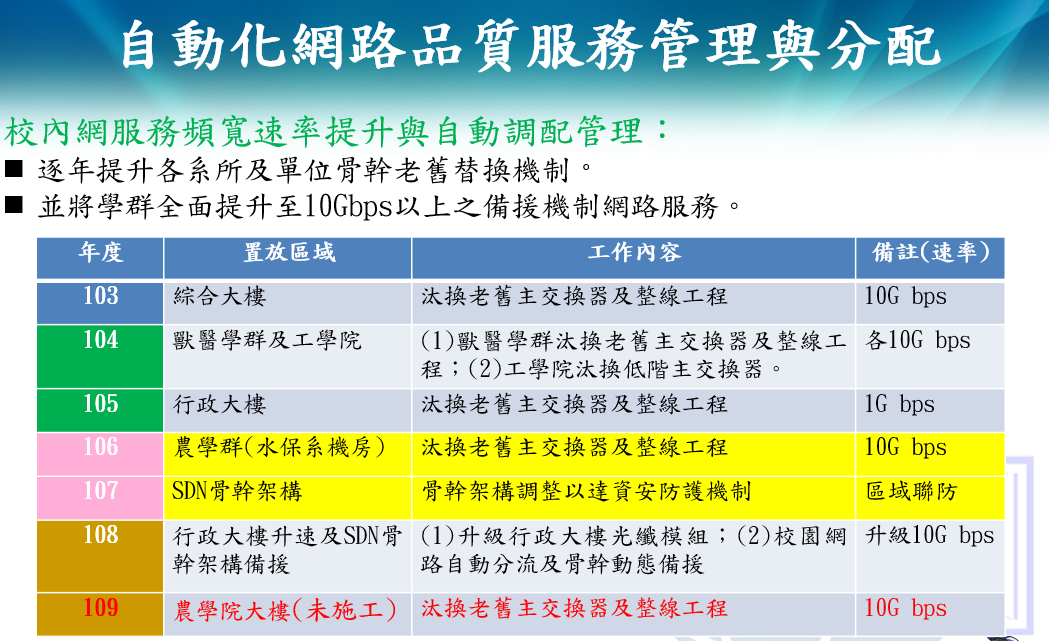 自動化網路品質服務管理與分配
校內網服務頻寬速率提升與自動調配管理：
■ 逐年提升各系所及單位骨幹老舊替換機制。
■ 並將學群全面提升至10Gbps以上之備援機制網路服務。
年度 置放區域 工作內容 備註(速率)
103 綜合大樓 汰換老舊主交換器及整線工程 10G bps
104 獸醫學群及工學院 (1)獸醫學群汰換老舊主交換器及整線工 各10G bps
程；(2)工學院汰換低階主交換器。
105 行政大樓 汰換老舊主交換器及整線工程 1G bps
106 農學群(水保系機房) 汰換老舊主交換器及整線工程 10G bps
107 SDN骨幹架構 骨幹架構調整以達資安防護機制 區域聯防
108 行政大樓升速及SDN骨 (1)升級行政大樓光纖模組；(2)校園網 升級10G bps
幹架構備援 路自動分流及骨幹動態備援
109 農學院大樓(未施工) 汰換老舊主交換器及整線工程 10G bps